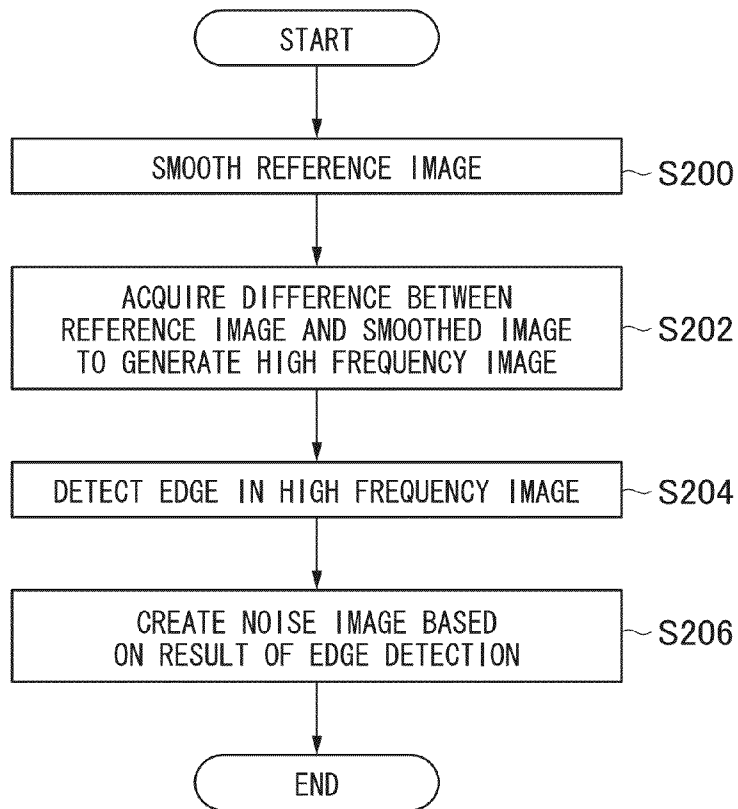 START
SMOOTH REFERENCE IMAGE
S200
ACQUIRE DIFFERENCE BETWEEN
REFERENCE IMAGE AND SMOOTHED IMAGE
TO GENERATE HIGH FREQUENCY IMAGE
S202
DETECT EDGE IN HIGH FREQUENCY IMAGE
S204
CREATE NOISE IMAGE BASED
ON RESULT OF EDGE DETECTION
S206
END